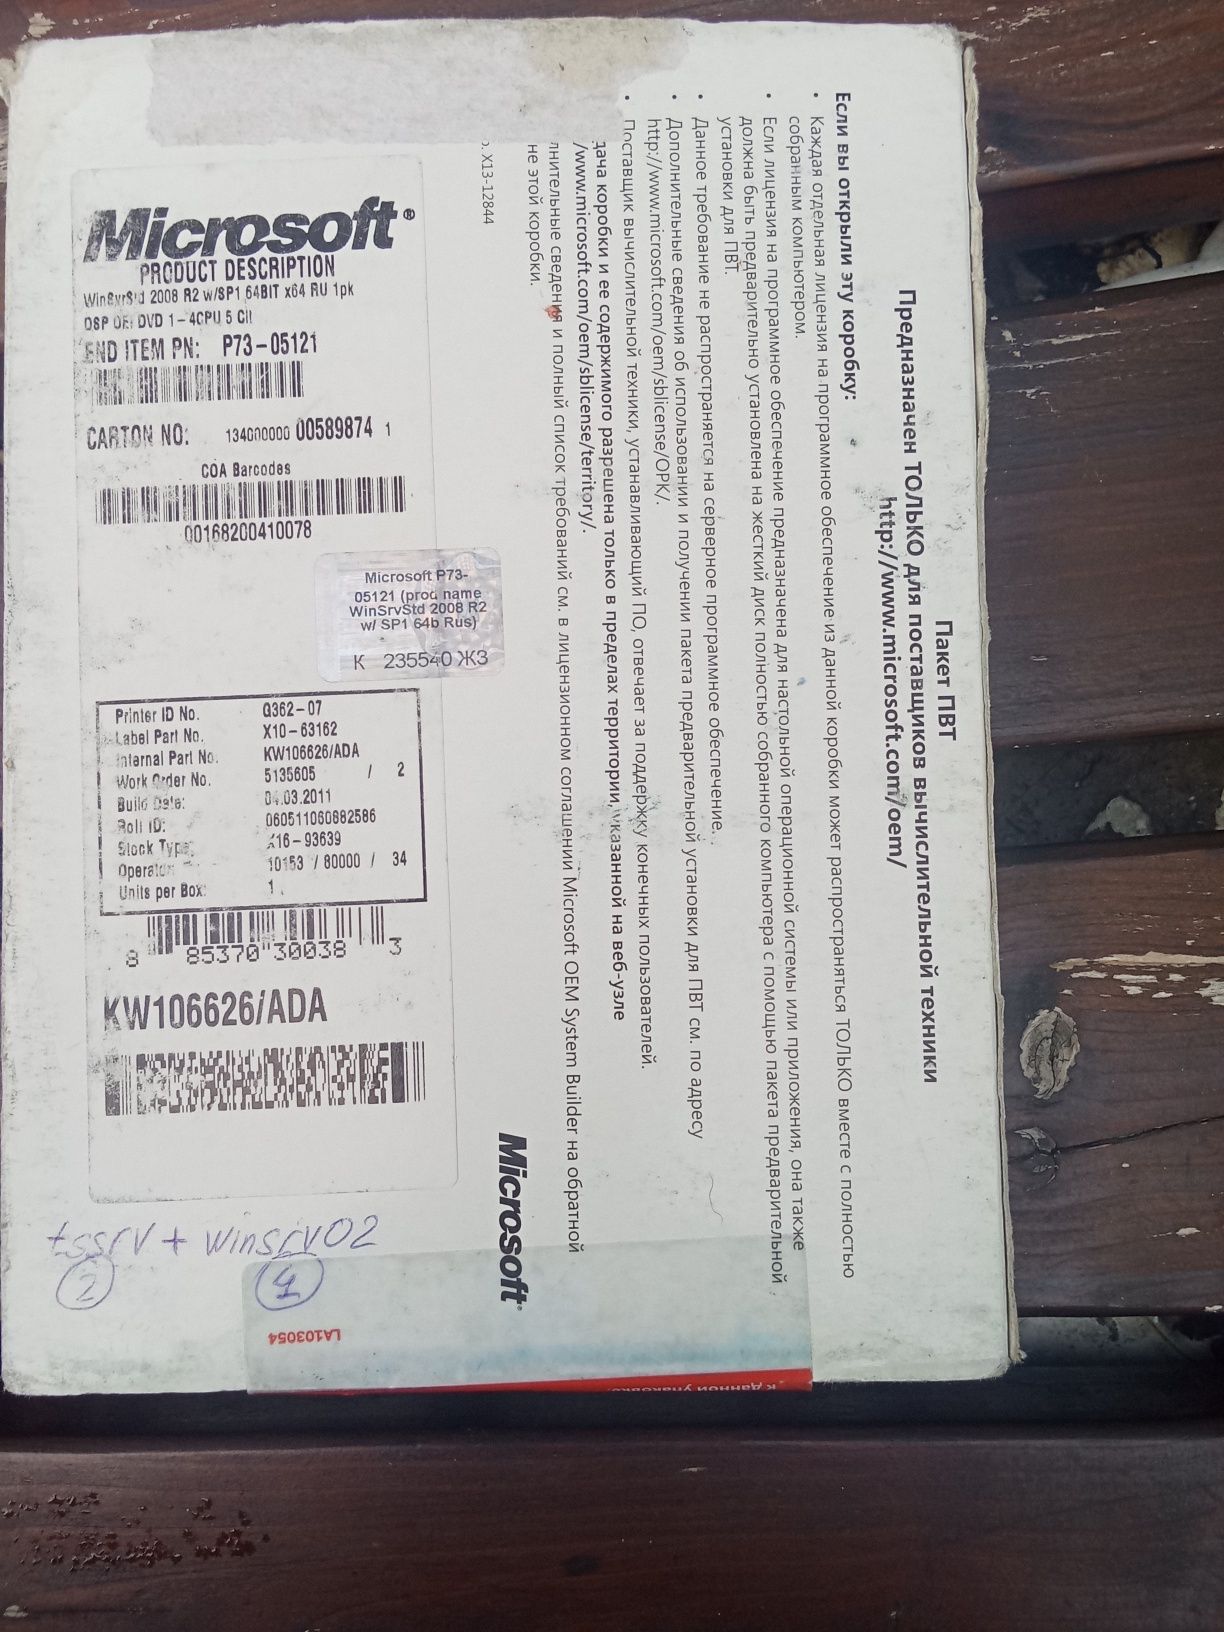 Пакет ПВТ
Предназначен ТОЛЬКО для поставщиков вычислительной техники
http://www.microsoft.com/oem/
Если вы открыли эту коробку:
• Каждая отдельная лицензия на программное обеспечение из данной коробки может распространяться ТОЛЬКО вместе с полностью
собранным компьютером.
• Если лицензия на программное обеспечение предназначена для настольной операционной системы или приложения, она также
должна быть предварительно установлена на жесткий диск полностью собранного компьютера с помощью пакета предварительной
установки для ПВТ.
• Данное требование не распространяется на серверное программное обеспечение.
• Дополнительные сведения об использовании и получении пакета предварительной установки для ПВТ см. по адресу
http://www.microsoft.com/oem/sblicense/OPK/.
• Поставщик вычислительной техники, устанавливающий ПО, отвечает за поддержку конечных пользователей.
дача коробки и ее содержимого разрешена только в пределах территории, указанной на веб-узле
/www.microsoft.com/oem/sblicense/territory/.
лнительные сведения и полный список требований см. в лицензионном соглашении Microsoft OEM System Builder на обратной
не этой коробки.
X13-12844
Microsoft®
Microsoft®
PRODUCT DESCRIPTION
WinSvrStd 2008 R2 w/SP1 64BIT x64 RU 1pk
DSP OEI DVD 1-4CPU 5 Clt
END ITEM PN: P73-05121
CARTON NO: 134000000 00589874 1
COA Barcodes
00168200410078
Microsoft P73-
05121 (prod name
WinSrvStd 2008 R2
w/ SP1 64b Rus)
К 235540 ЖЗ
Printer ID No. Q362-07
Label Part No. X10-63162
Internal Part No. KW106626/ADA
Work Order No. 5135605 / 2
Build Date: 04.03.2011
Roll ID: 060511060882586
Stock Type: X16-93639
Operator 10153 / 80000 / 34
Units per Box: 1
8 85370 30038 3
KW106626/ADA
tssrv + winsrv02
2 1
LA103054
к данной упаковке